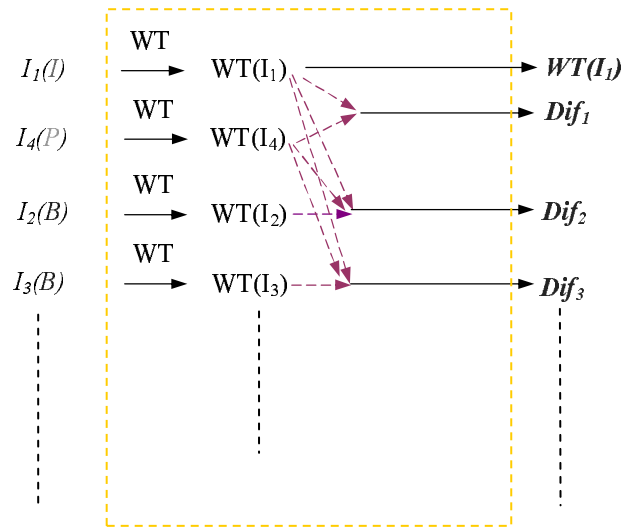 WT
I₁(I) WT(I₁) WT(I₁)
WT Dif₁
I₄(P) WT(I₄)
WT
I₂(B) WT(I₂) Dif₂
WT
I₃(B) WT(I₃) Dif₃